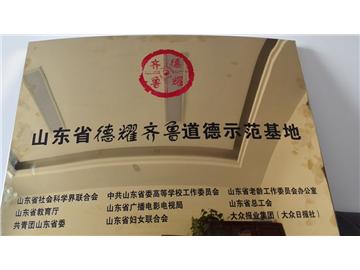 齐 德
鲁 耀
山东省德耀齐鲁道德示范基地
山东省社会科学界联合会 中共山东省委高等学校工作委员会 山东省老龄工作委员会办公室
山东省教育厅 山东省广播电影电视局 山东省总工会
共青团山东省委 山东省妇女联合会 大众报业集团（大众日报社）